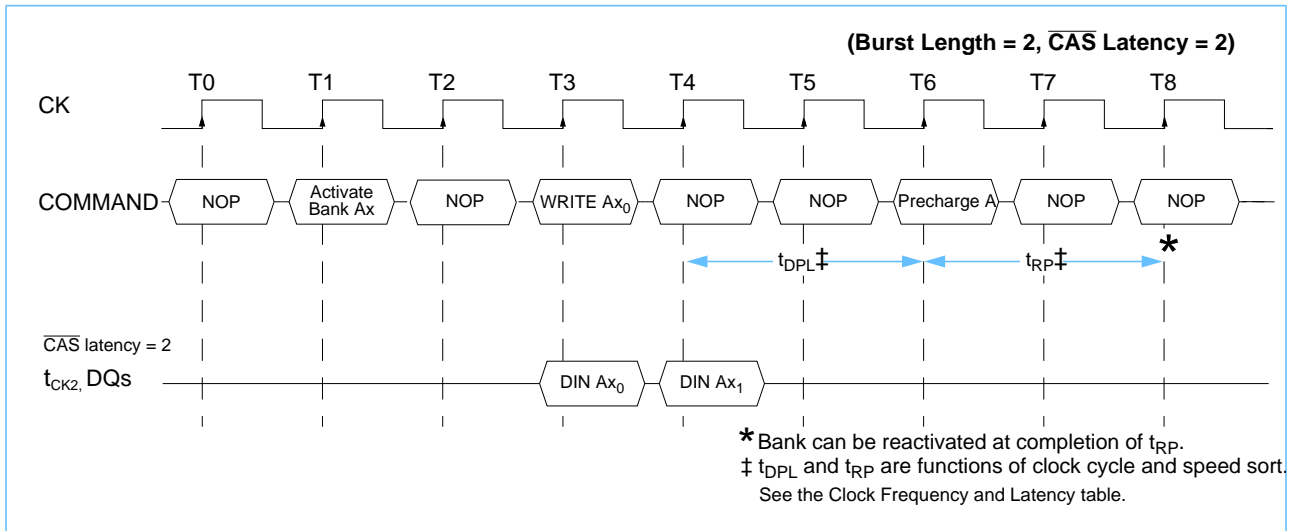 (Burst Length = 2, CAS Latency = 2)
T0 T1 T2 T3 T4 T5 T6 T7 T8
CK
COMMAND NOP Activate Bank Ax NOP WRITE Ax0 NOP NOP Precharge A NOP NOP
*
tDPL‡ tRP‡
CAS latency = 2
tCK2, DQs DIN Ax0 DIN Ax1
* Bank can be reactivated at completion of tRP.
‡ tDPL and tRP are functions of clock cycle and speed sort.
See the Clock Frequency and Latency table.